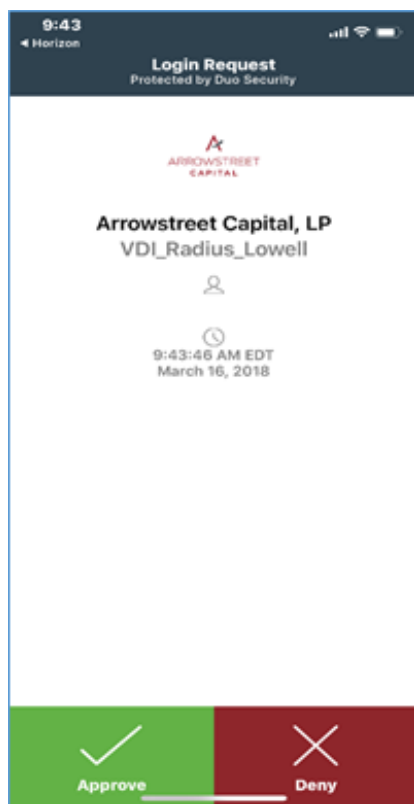 9:43
◀ Horizon
Login Request
Protected by Duo Security
ARROWSTREET
CAPITAL
Arrowstreet Capital, LP
VDI_Radius_Lowell
9:43:46 AM EDT
March 16, 2018
Approve
Deny